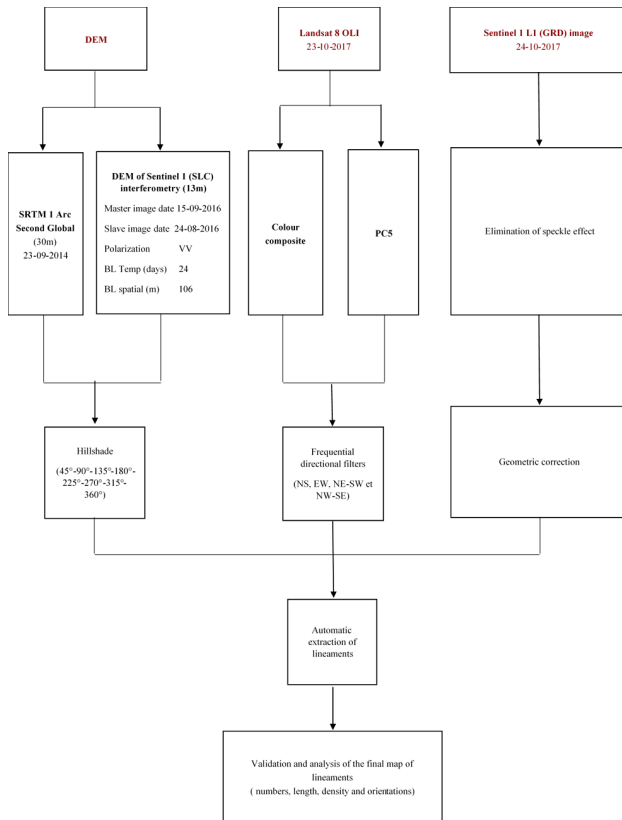 DEM
Landsat 8 OLI
23-10-2017
Sentinel 1 L1 (GRD) image
24-10-2017
SRTM 1 Arc
Second Global
(30m)
23-09-2014
DEM of Sentinel 1 (SLC)
interferometry (13m)
Master image date 15-09-2016
Slave image date 24-08-2016
Polarization VV
BL Temp (days) 24
BL spatial (m) 106
Colour
composite
PC5
Elimination of speckle effect
Hillshade
(45°-90°-135°-180°-
225°-270°-315°-
360°)
Frequential
directional filters
(NS, EW, NE-SW et
NW-SE)
Geometric correction
Automatic
extraction of
lineaments
Validation and analysis of the final map of
lineaments
( numbers, length, density and orientations)